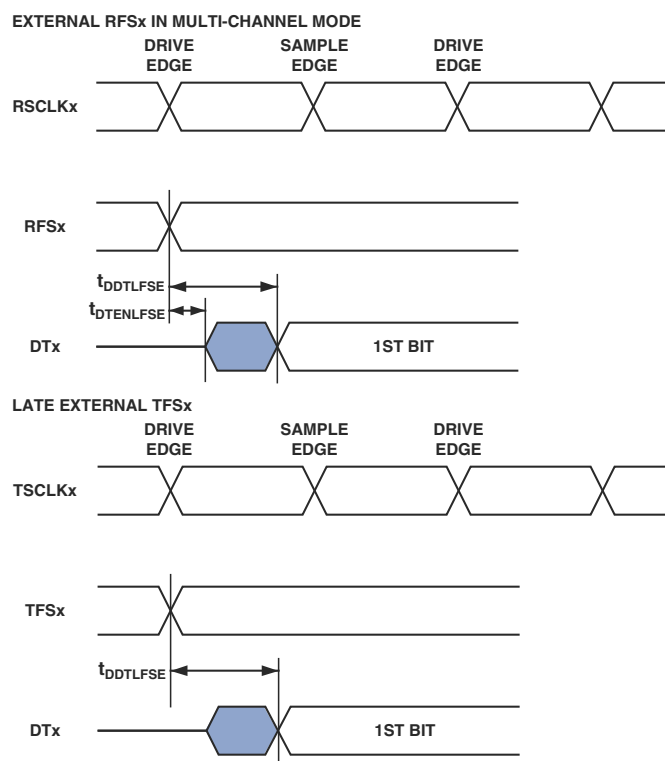 EXTERNAL RFSx IN MULTI-CHANNEL MODE
DRIVE EDGE
SAMPLE EDGE
DRIVE EDGE
RSCLKx
RFSx
tDDTLFSE
tDTENLFSE
DTx
1ST BIT
LATE EXTERNAL TFSx
DRIVE EDGE
SAMPLE EDGE
DRIVE EDGE
TSCLKx
TFSx
tDDTLFSE
DTx
1ST BIT